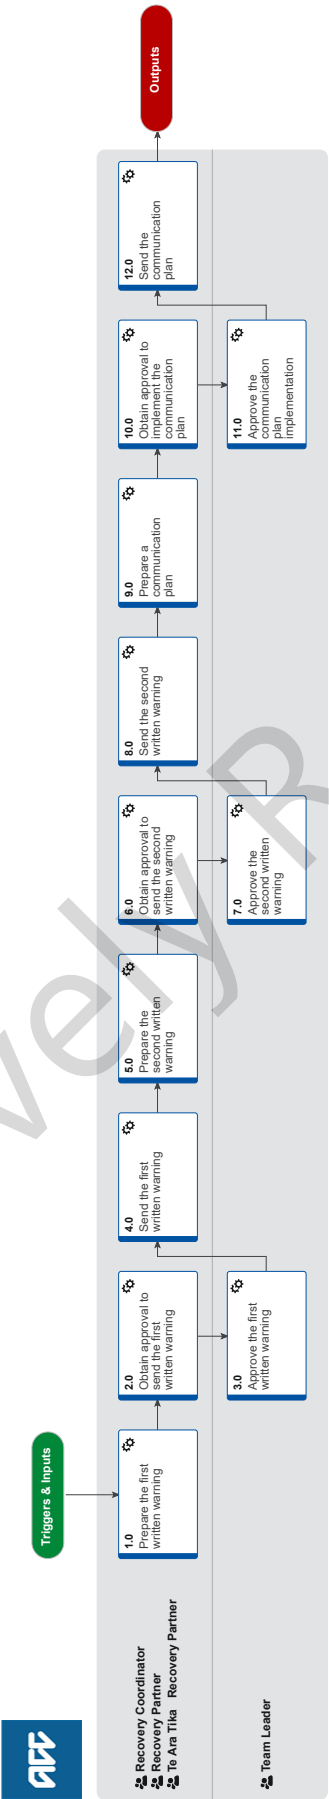 acc
Triggers & Inputs
Recovery Coordinator
Recovery Partner
Te Ara Tika Recovery Partner
1.0
Prepare the first
written warning
2.0
Obtain approval to
send the first
written warning
4.0
Send the first
written warning
5.0
Prepare the
second written
warning
6.0
Obtain approval to
send the second
written warning
8.0
Send the second
written warning
9.0
Prepare a
communication
plan
10.0
Obtain approval to
implement the
communication
plan
12.0
Send the
communication
plan
Outputs
Team Leader
3.0
Approve the first
written warning
7.0
Approve the
second written
warning
11.0
Approve the
communication
plan
implementation
vely R